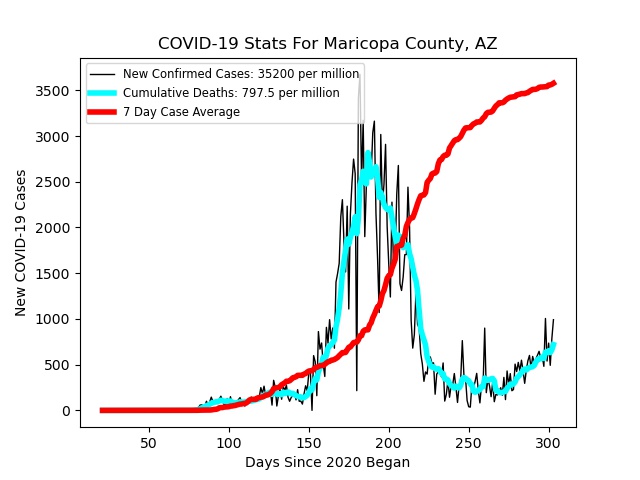 COVID-19 Stats For Maricopa County, AZ
New Confirmed Cases: 35200 per million
Cumulative Deaths: 797.5 per million
7 Day Case Average
New COVID-19 Cases
3500
3000
2500
2000
1500
1000
500
0
50 100 150 200 250 300
Days Since 2020 Began